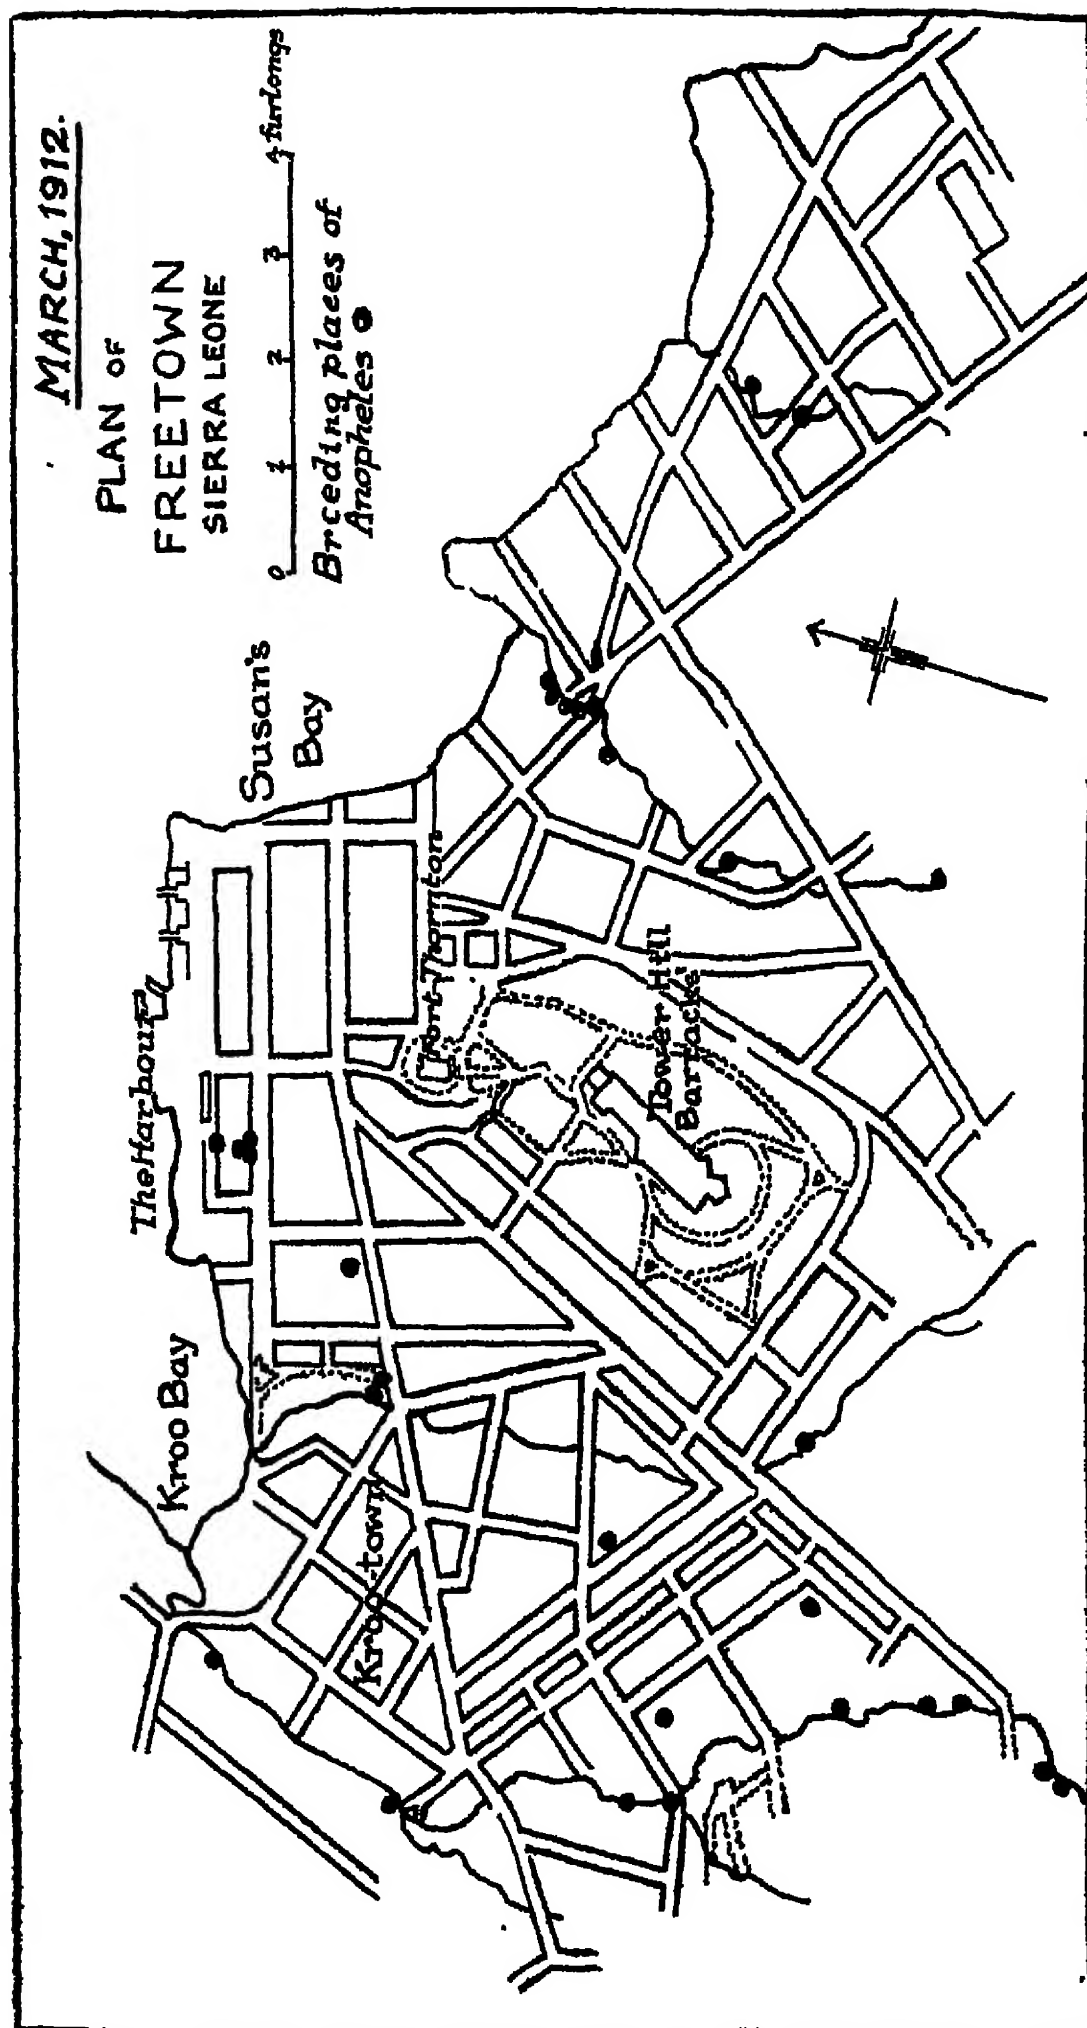 MARCH, 1912.
PLAN OF
FREETOWN
SIERRA LEONE
0 1 2 3 4 furlongs
Breeding places of
Anopheles
Susan's
Bay
The Harbour
Kroo Bay
Fort Thornton
Tower Hill
Barracks
Kroo-town